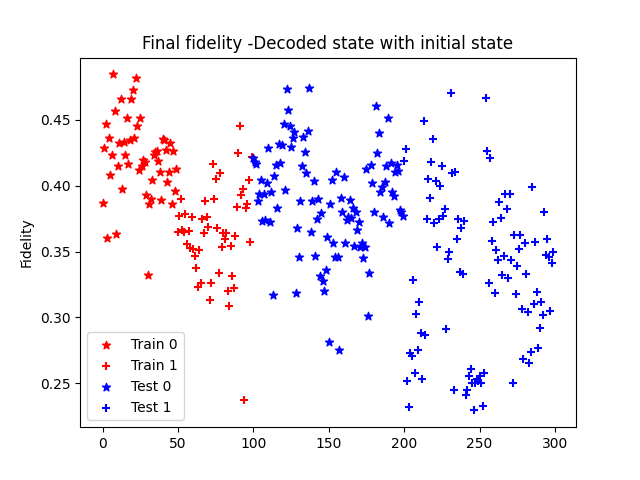 Final fidelity -Decoded state with initial state
Fidelity
0.45
0.40
0.35
0.30
0.25
0
50
100
150
200
250
300
Train 0
Train 1
Test 0
Test 1